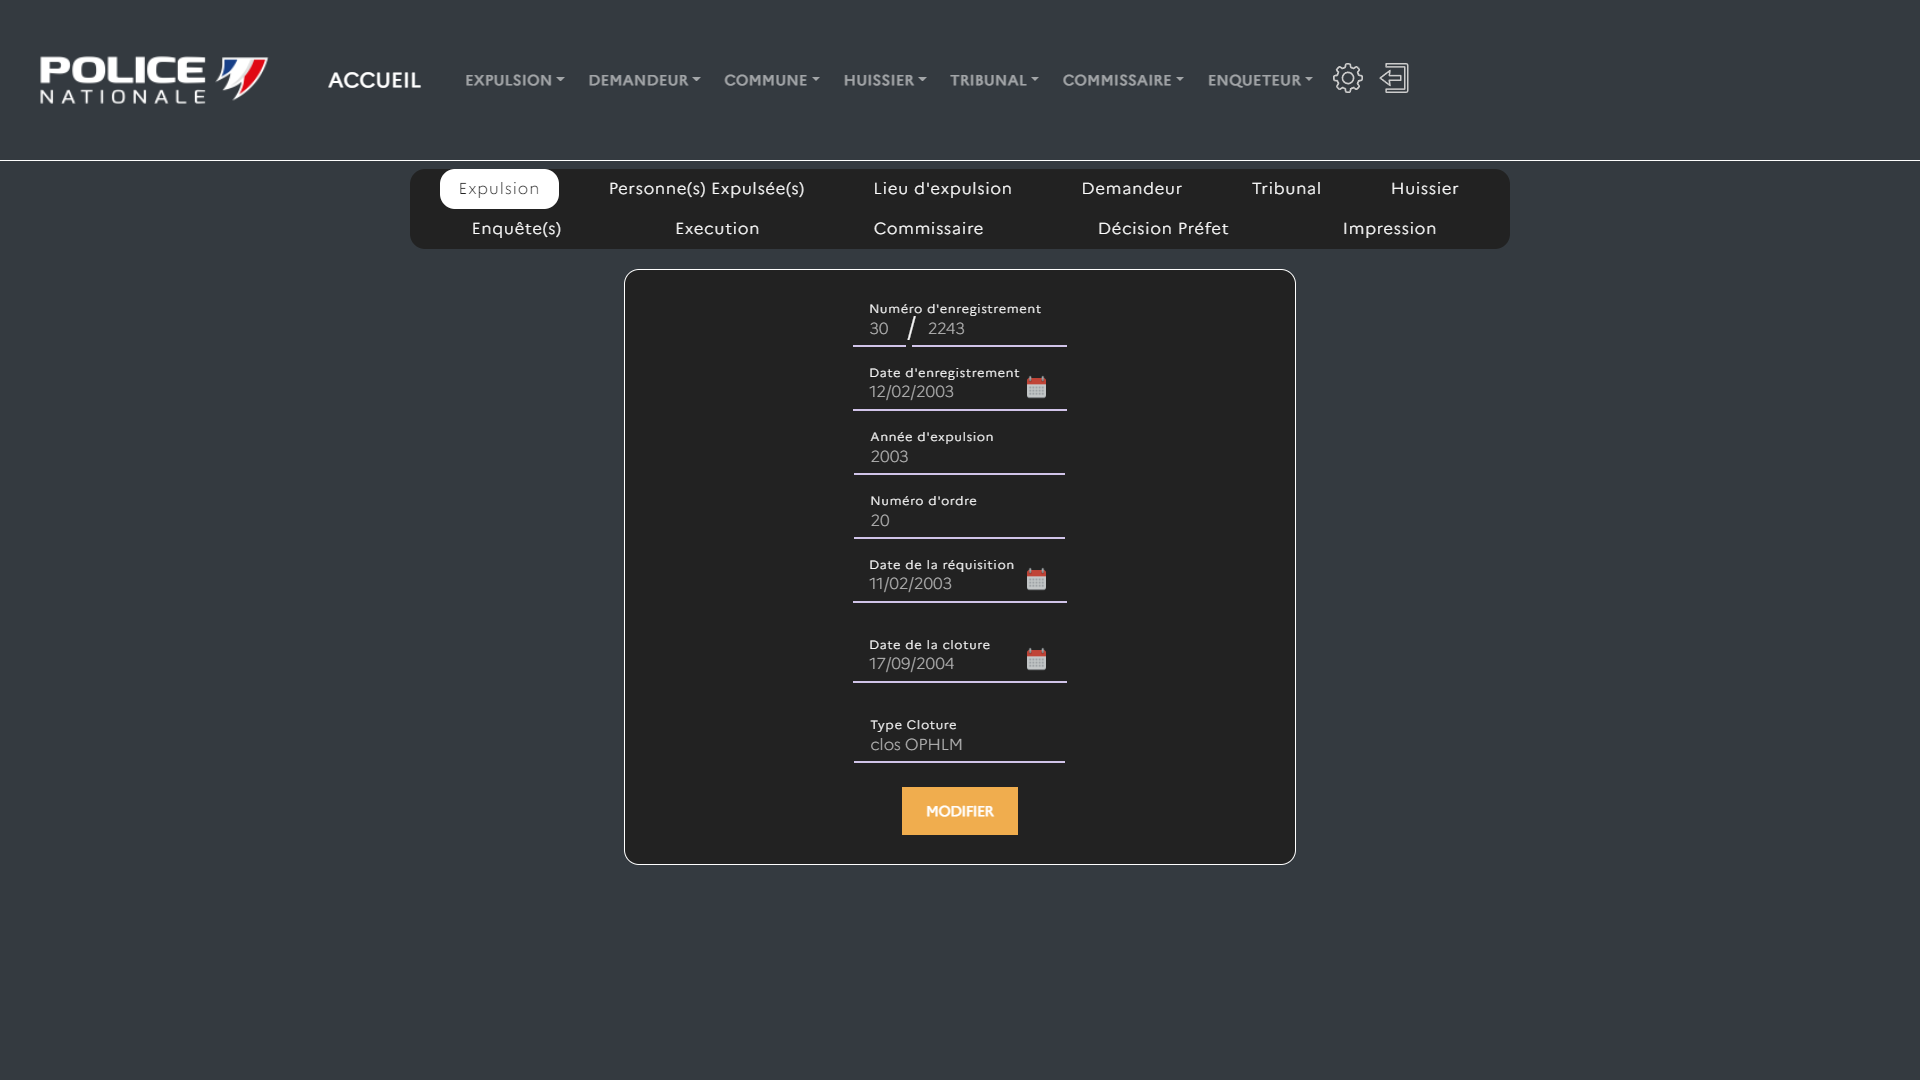 POLICE
NATIONALE
ACCUEIL EXPULSION DEMANDEUR COMMUNE HUISSIER TRIBUNAL COMMISSAIRE ENQUETEUR
Expulsion Personne(s) Expulsée(s) Lieu d'expulsion Demandeur Tribunal Huissier
Enquête(s) Execution Commissaire Décision Préfet Impression
Numéro d'enregistrement
30 / 2243
Date d'enregistrement
12/02/2003
Année d'expulsion
2003
Numéro d'ordre
20
Date de la réquisition
11/02/2003
Date de la cloture
17/09/2004
Type Cloture
clos OPHLM
MODIFIER